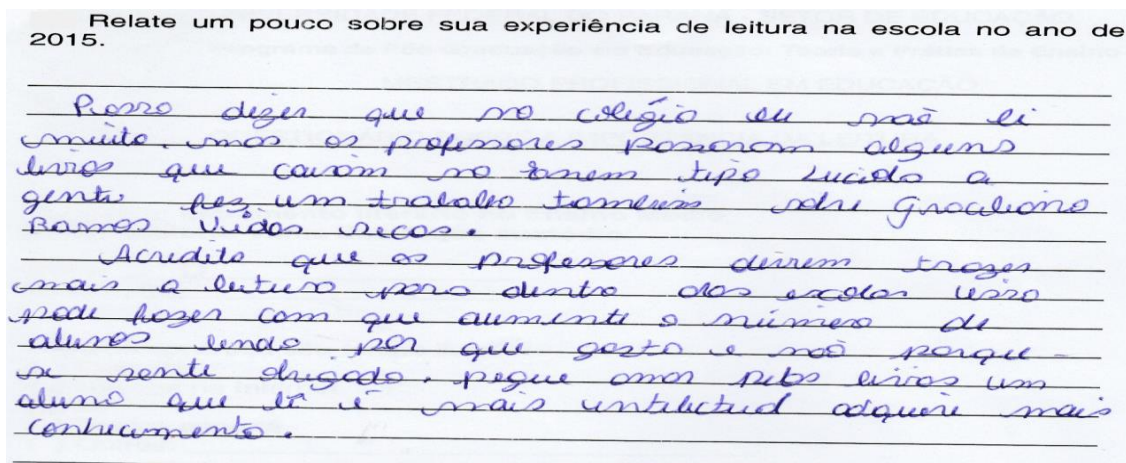 Relate um pouco sobre sua experiência de leitura na escola no ano de
2015.
Posso dizer que no colégio eu não li
muito. mas os professores passaram alguns
livros que caiam no tipo Luciola a
gente fez um trabalho também sobre Graciliano
Ramos Vidas secas.
Acredito que os professores devem trazer
mais a leitura para dentro das escolas isso
pode fazer com que aumente o número de
alunos lendo por que gosta e não porque
se sente obrigado. pegue amor pelos livros um
aluno que lê é mais intelectual adquire mais
conhecimento.